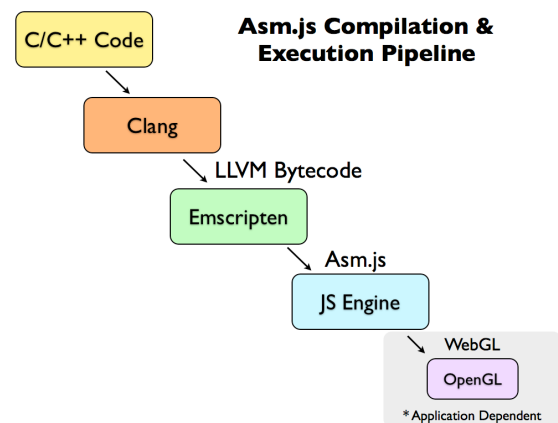 Asm.js Compilation &
Execution Pipeline
C/C++ Code
Clang
LLVM Bytecode
Emscripten
Asm.js
JS Engine
WebGL
OpenGL
* Application Dependent